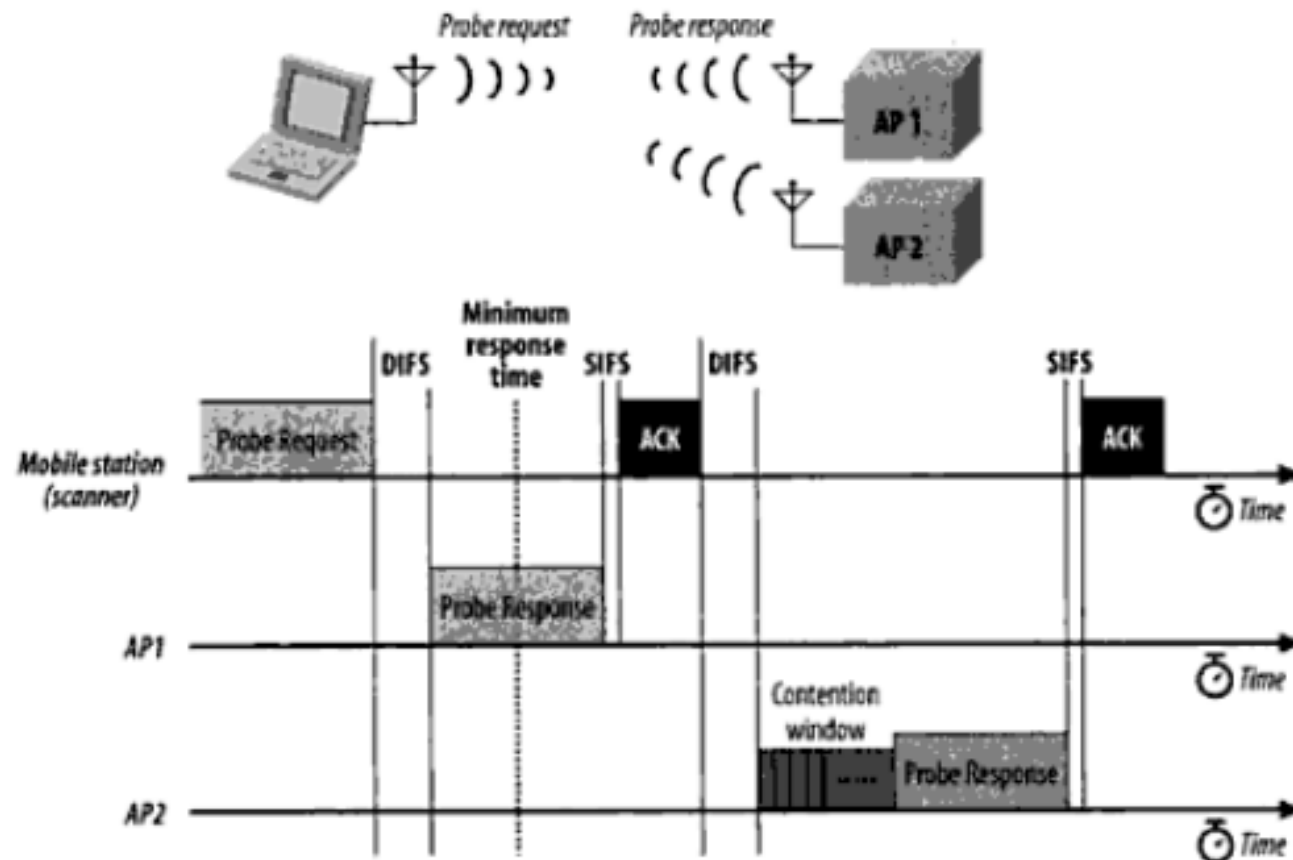 Probe request
Probe response
AP 1
AP 2
Minimum
response
time
DIFS
SIFS
DIFS
SIFS
Probe Request
ACK
ACK
Mobile station
(scanner)
Time
Probe Response
AP1
Time
Contention
window
......
Probe Response
AP2
Time